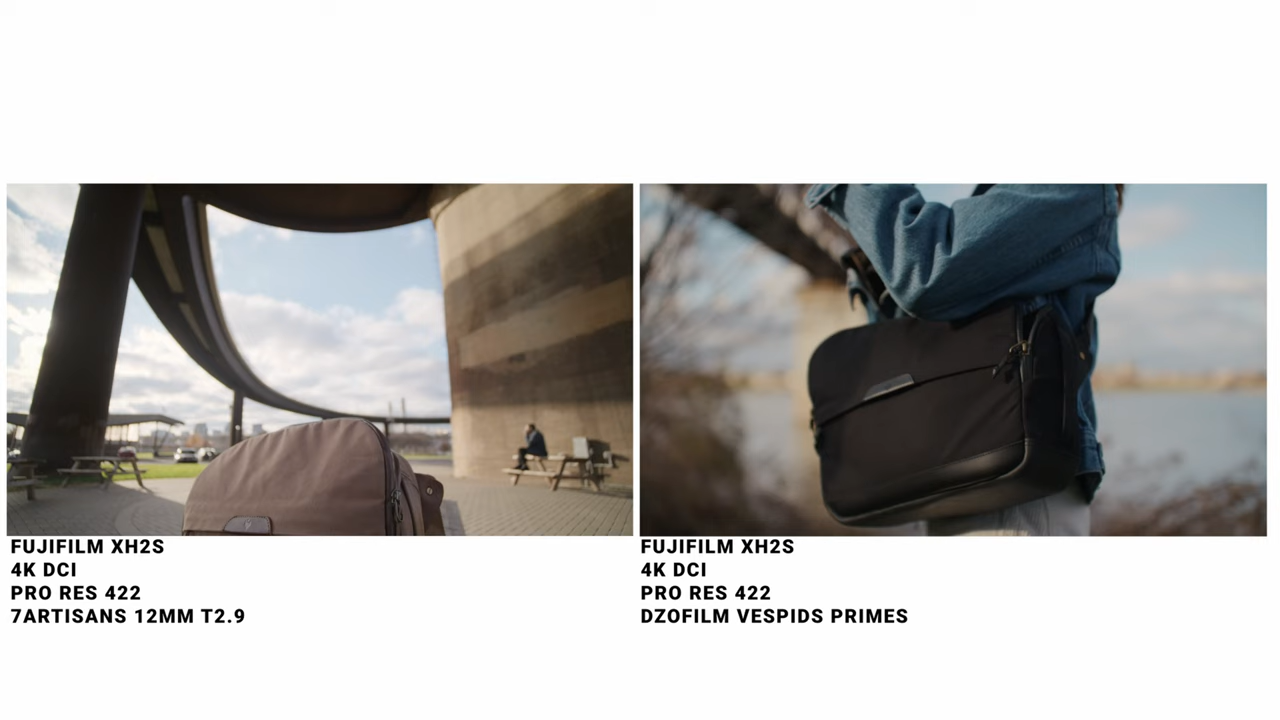 FUJIFILM XH2S
4K DCI
PRO RES 422
7ARTISANS 12MM T2.9
FUJIFILM XH2S
4K DCI
PRO RES 422
DZOFILM VESPIDS PRIMES